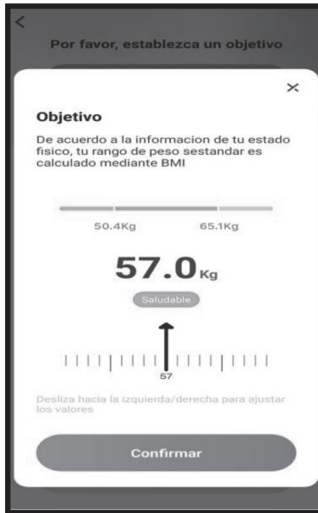 Por favor, establezca un objetivo
Objetivo
De acuerdo a la informacion de tu estado
fisico, tu rango de peso sestandar es
calculado mediante BMI
50.4Kg 65.1Kg
57.0 Kg
Saludable
57
Desliza hacia la izquierda/derecha para ajustar
los valores
Confirmar